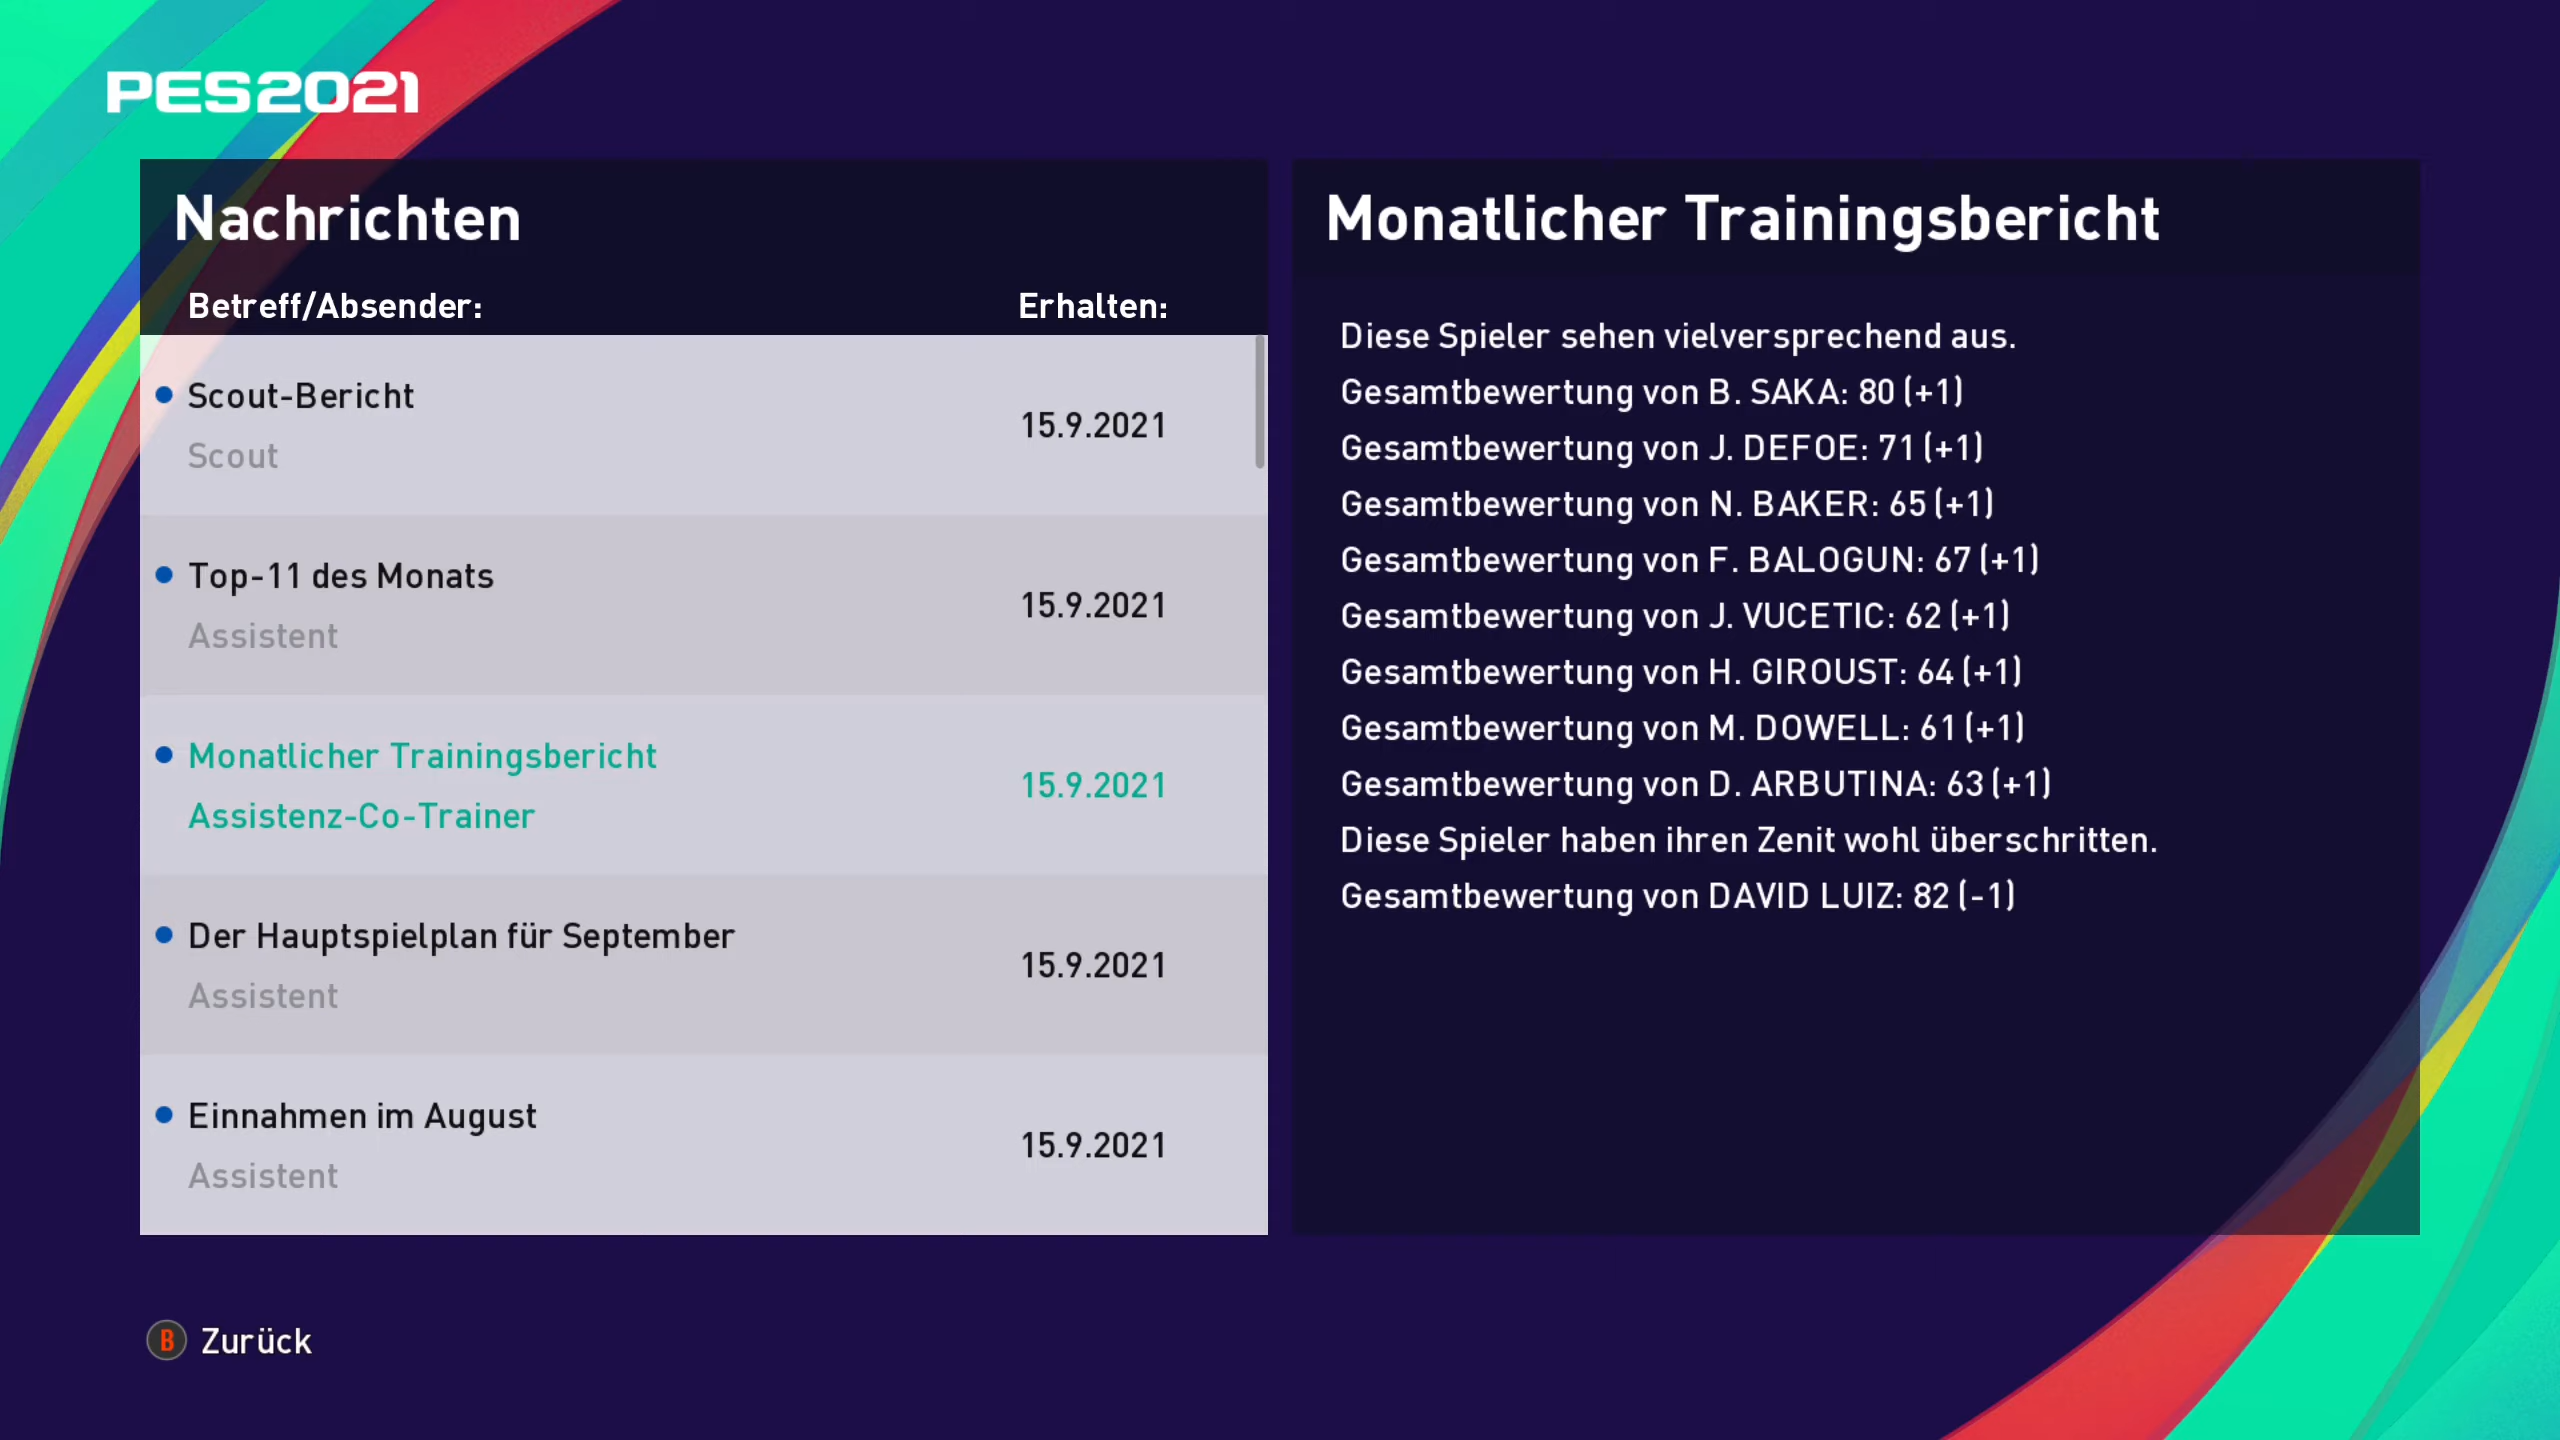 PES2021
Nachrichten
Betreff/Absender: Erhalten:
Scout-Bericht
Scout
15.9.2021
Top-11 des Monats
Assistent
15.9.2021
Monatlicher Trainingsbericht
Assistenz-Co-Trainer
15.9.2021
Der Hauptspielplan für September
Assistent
15.9.2021
Einnahmen im August
Assistent
15.9.2021
Monatlicher Trainingsbericht
Diese Spieler sehen vielversprechend aus.
Gesamtbewertung von B. SAKA: 80 (+1)
Gesamtbewertung von J. DEFOE: 71 (+1)
Gesamtbewertung von N. BAKER: 65 (+1)
Gesamtbewertung von F. BALOGUN: 67 (+1)
Gesamtbewertung von J. VUCETIC: 62 (+1)
Gesamtbewertung von H. GIROUST: 64 (+1)
Gesamtbewertung von M. DOWELL: 61 (+1)
Gesamtbewertung von D. ARBUTINA: 63 (+1)
Diese Spieler haben ihren Zenit wohl überschritten.
Gesamtbewertung von DAVID LUIZ: 82 (-1)
B Zurück